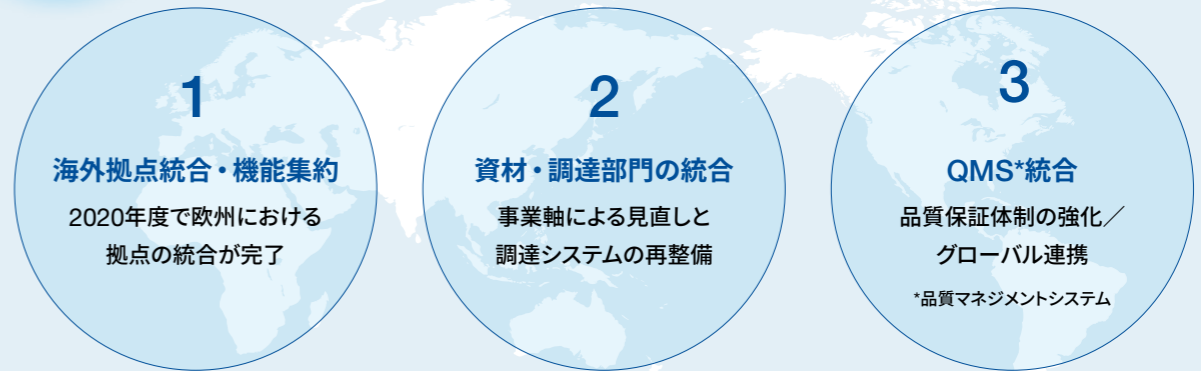 1
海外拠点統合・機能集約
2020年度で欧州における
拠点の統合が完了
2
資材・調達部門の統合
事業軸による見直しと
調達システムの再整備
3
QMS*統合
品質保証体制の強化／
グローバル連携
*品質マネジメントシステム